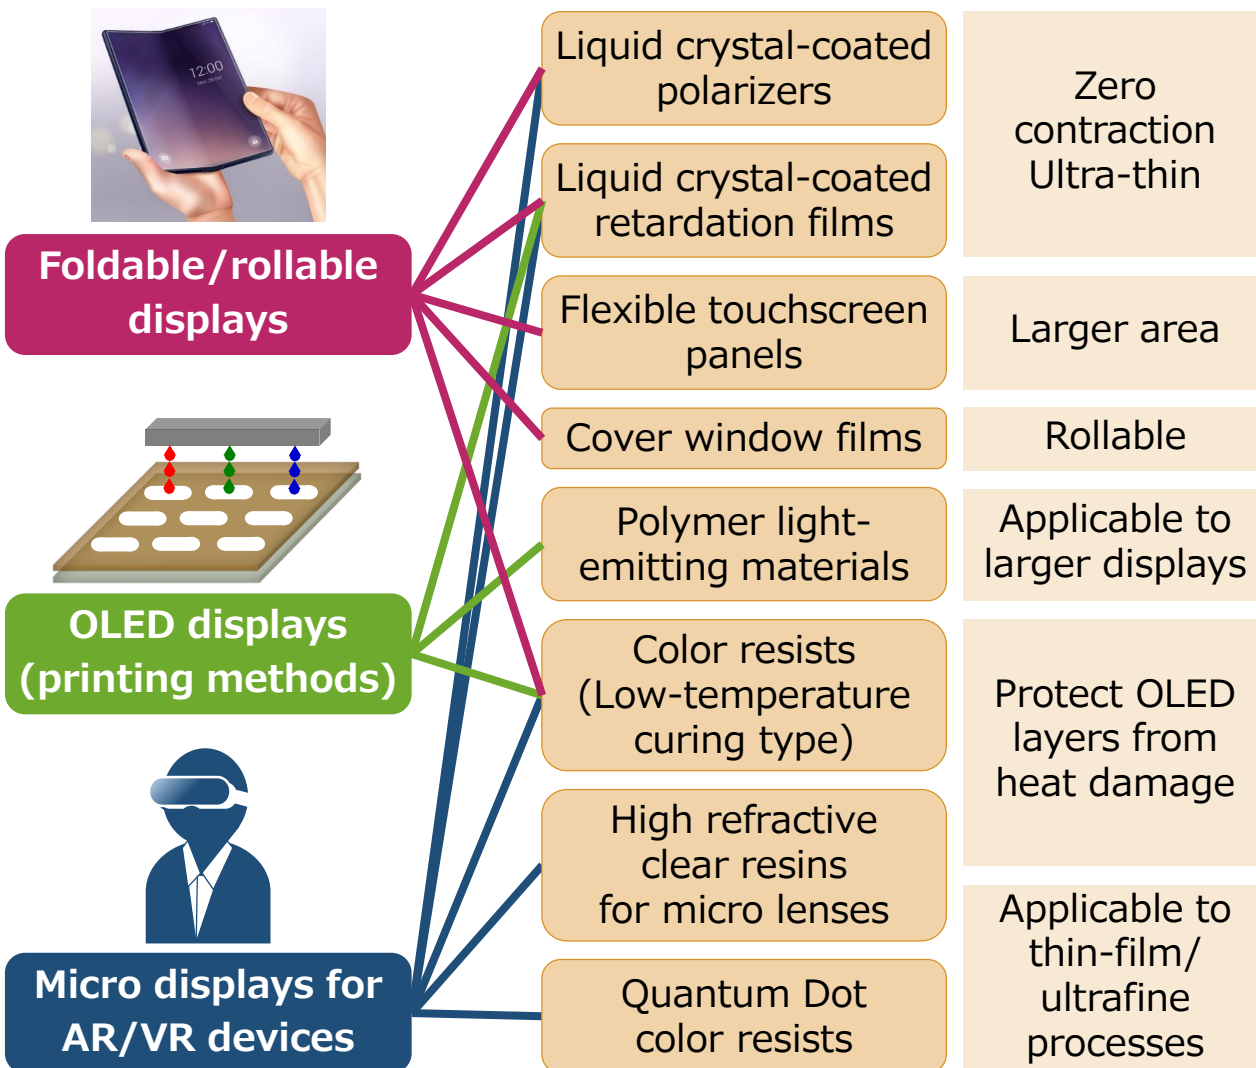 12:00
Liquid crystal-coated
polarizers
Zero
contraction
Ultra-thin
Liquid crystal-coated
retardation films
Foldable/rollable
displays
Flexible touchscreen
panels
Larger area
Cover window films
Rollable
Polymer light-
emitting materials
Applicable to
larger displays
OLED displays
(printing methods)
Color resists
(Low-temperature
curing type)
Protect OLED
layers from
heat damage
High refractive
clear resins
for micro lenses
Applicable to
thin-film/
ultrafine
processes
Micro displays for
AR/VR devices
Quantum Dot
color resists